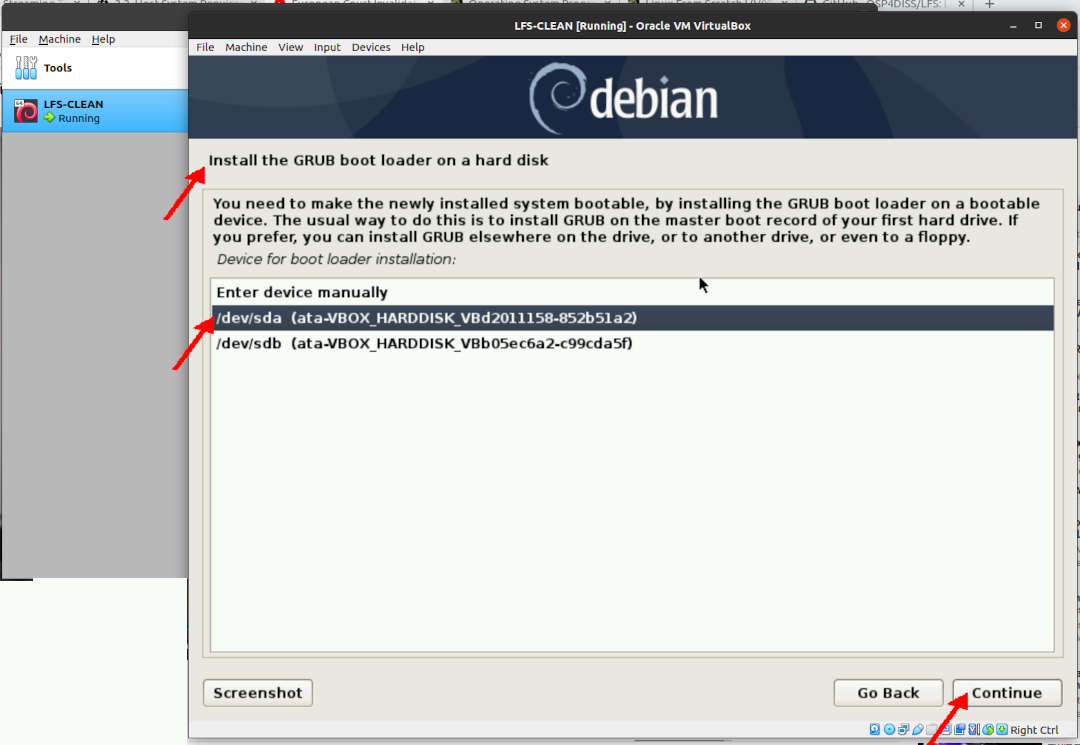 LFS-CLEAN [Running] - Oracle VM VirtualBox
File Machine Help
File Machine View Input Devices Help
Tools
LFS-CLEAN
Running
debian
Install the GRUB boot loader on a hard disk
You need to make the newly installed system bootable, by installing the GRUB boot loader on a bootable
device. The usual way to do this is to install GRUB on the master boot record of your first hard drive. If
you prefer, you can install GRUB elsewhere on the drive, or to another drive, or even to a floppy.
Device for boot loader installation:
Enter device manually
/dev/sda (ata-VBOX_HARDDISK_VBd2011158-852b51a2)
/dev/sdb (ata-VBOX_HARDDISK_VBb05ec6a2-c99cda5f)
Screenshot
Go Back
Continue
Right Ctrl